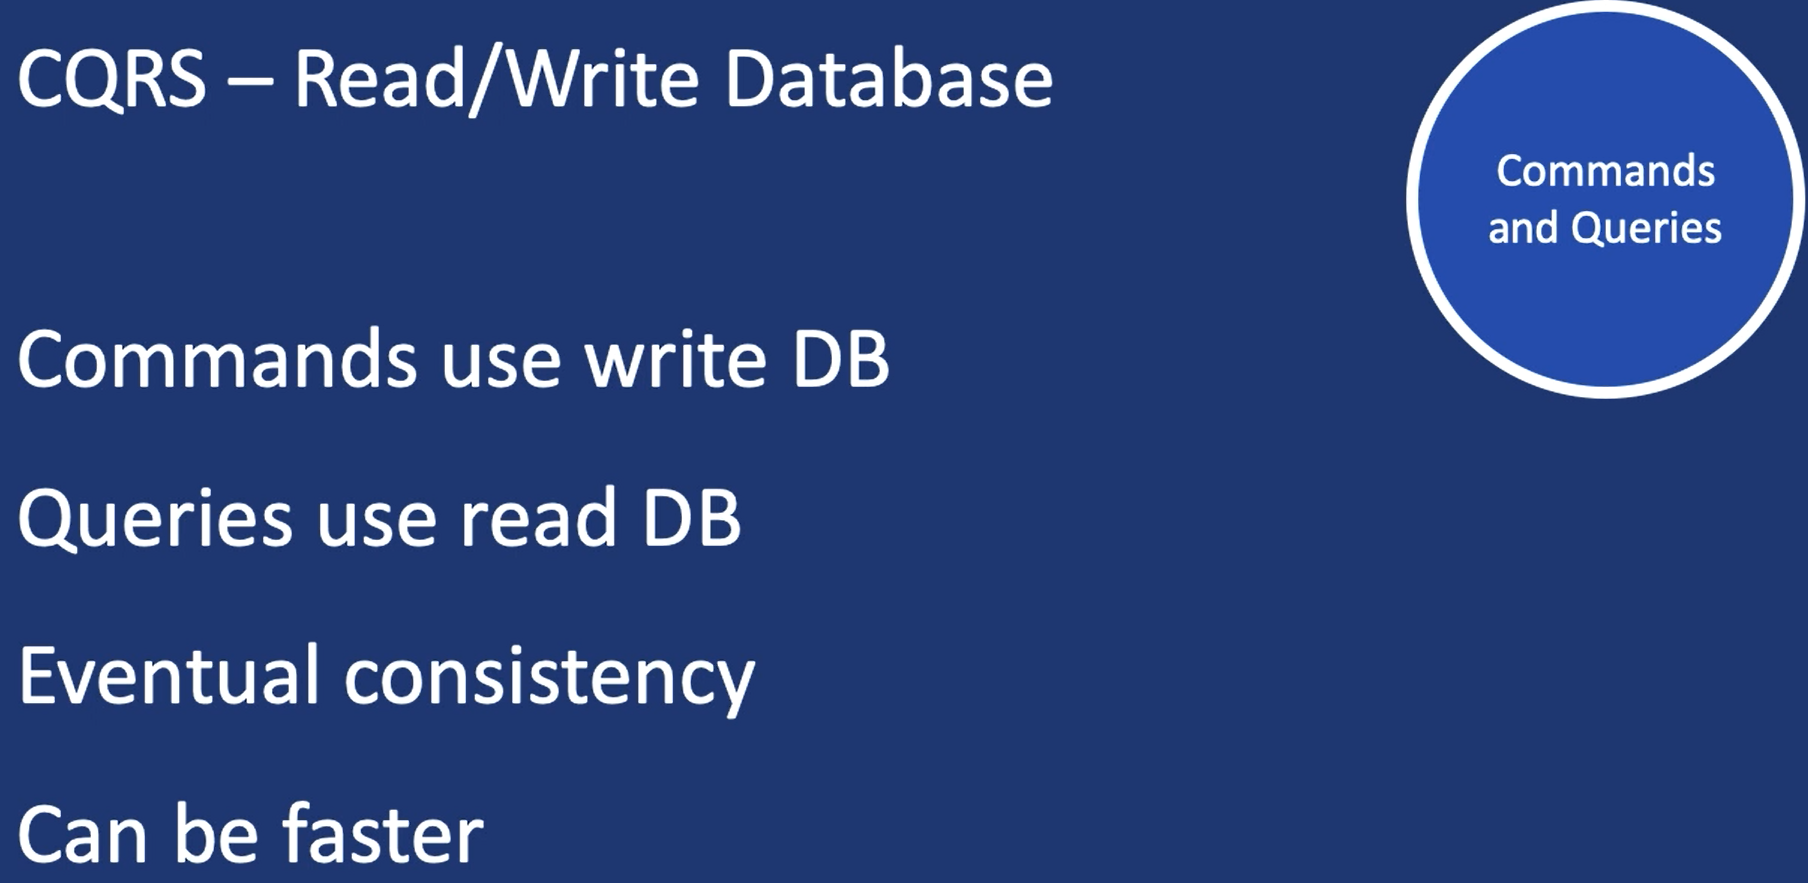 CQRS – Read/Write Database
Commands
and Queries
Commands use write DB
Queries use read DB
Eventual consistency
Can be faster